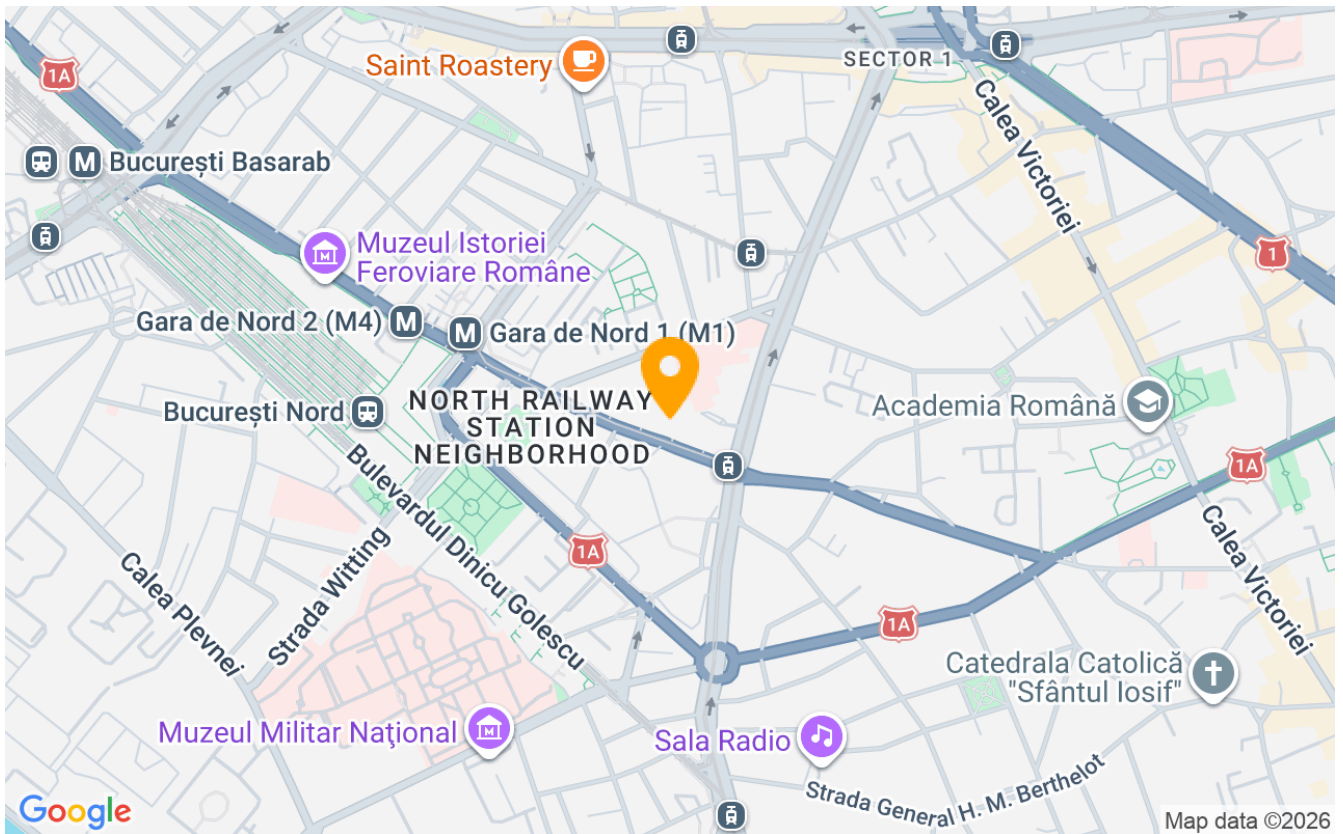 SECTOR 1
Saint Roastery
1A
Calea Victoriei
București Basarab
Muzeul Istoriei
Feroviare Române
1
Gara de Nord 2 (M4)
Gara de Nord 1 (M1)
București Nord
NORTH RAILWAY
STATION
NEIGHBORHOOD
Academia Română
1A
Bulevardul Dinicu Golescu
Strada Witting
Calea Plevnei
1A
Calea Victoriei
1A
Catedrala Catolică
"Sfântul Iosif"
Muzeul Militar Naţional
Sala Radio
Strada General H. M. Berthelot
Google
Map data ©2026